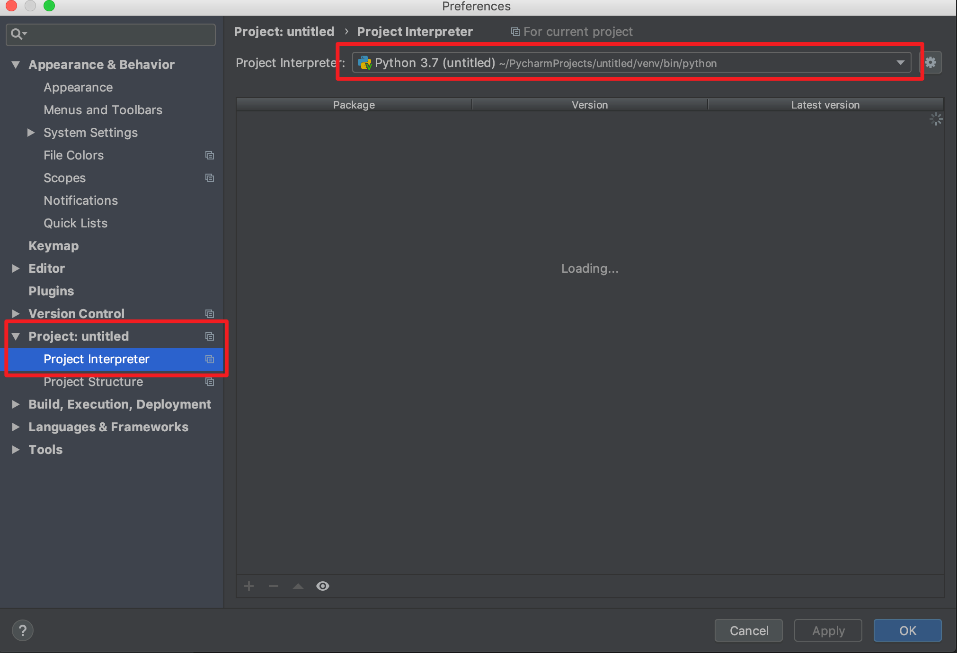 Preferences
Project: untitled › Project Interpreter For current project
Project Interpreter: Python 3.7 (untitled) ~/PycharmProjects/untitled/venv/bin/python
Appearance & Behavior
Appearance
Menus and Toolbars
System Settings
File Colors
Scopes
Notifications
Quick Lists
Keymap
Editor
Plugins
Version Control
Project: untitled
Project Interpreter
Project Structure
Build, Execution, Deployment
Languages & Frameworks
Tools
Package Version Latest version
Loading...
? Cancel Apply OK